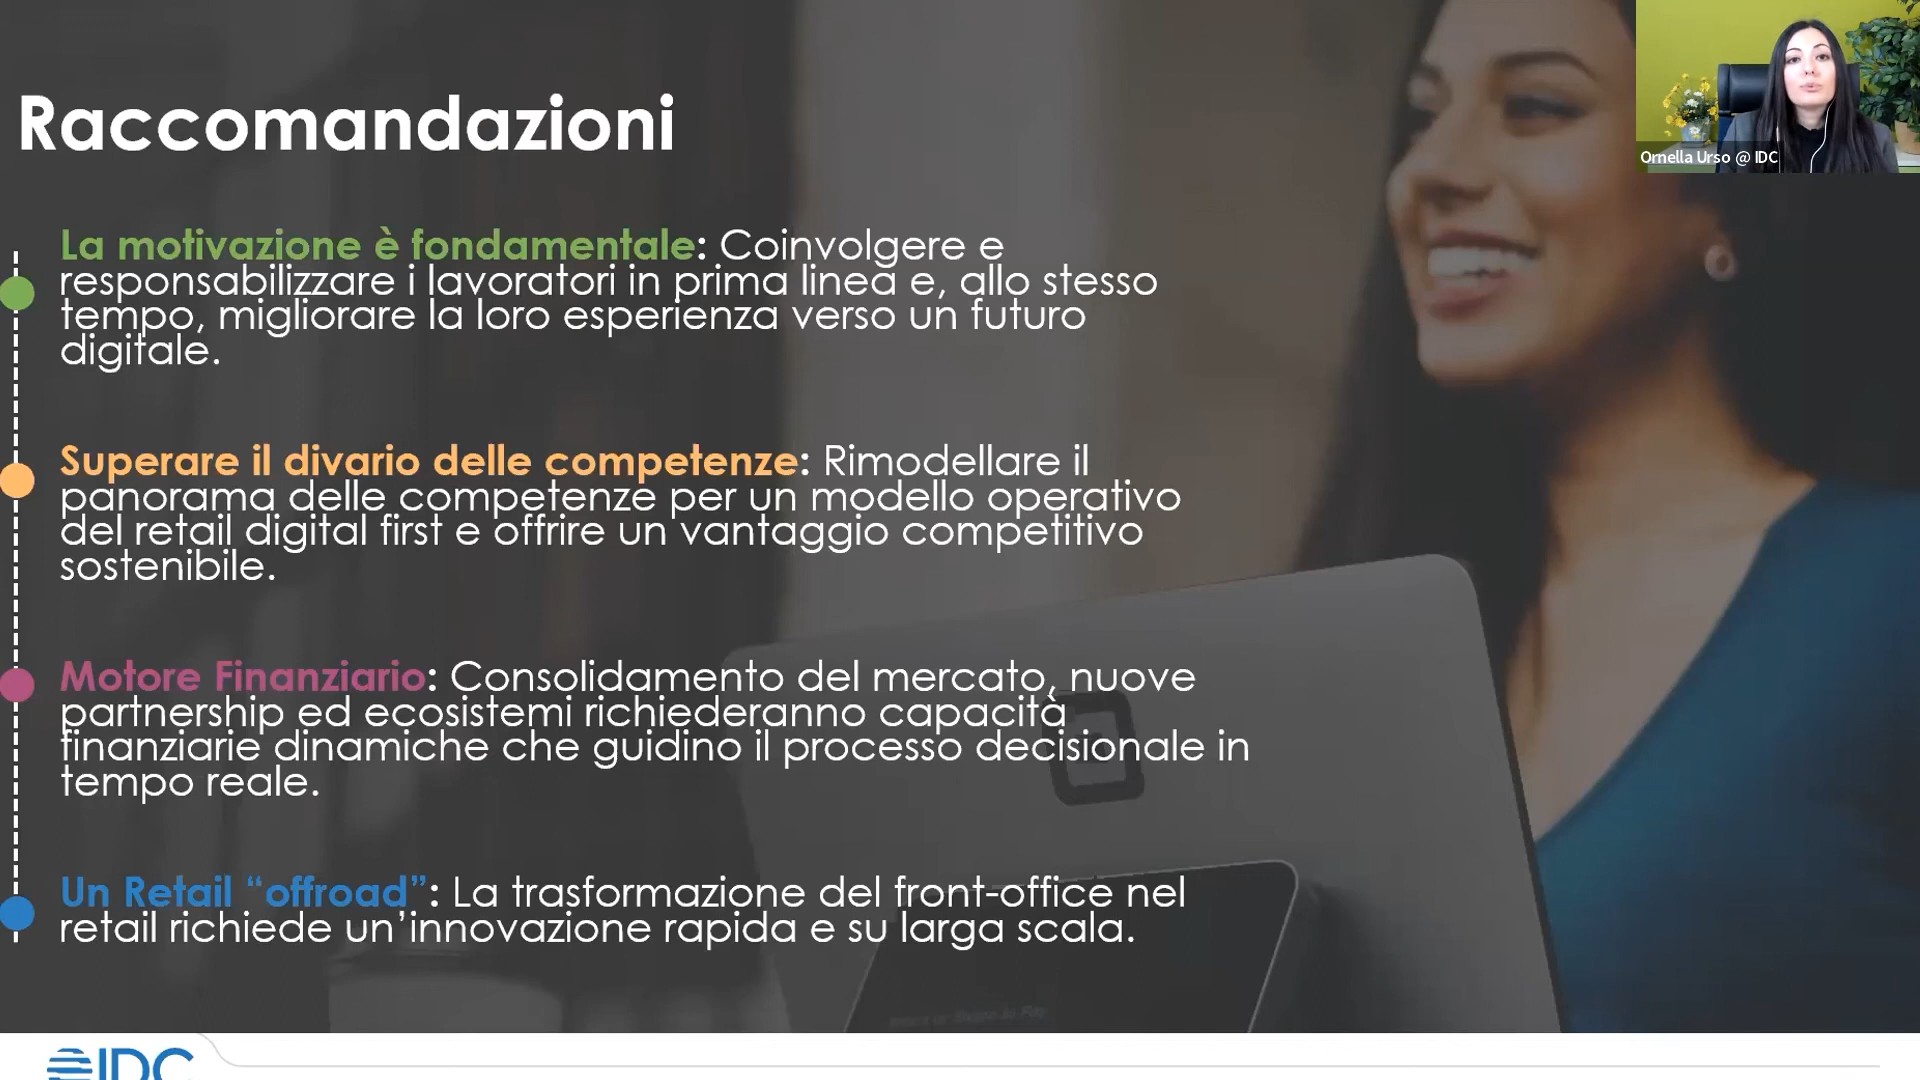 Raccomandazioni
Ornella Urso @ IDC
La motivazione è fondamentale: Coinvolgere e
responsabilizzare i lavoratori in prima linea e, allo stesso
tempo, migliorare la loro esperienza verso un futuro
digitale.
Superare il divario delle competenze: Rimodellare il
panorama delle competenze per un modello operativo
del retail digital first e offrire un vantaggio competitivo
sostenibile.
Motore Finanziario: Consolidamento del mercato, nuove
partnership ed ecosistemi richiederanno capacità
finanziarie dinamiche che guidino il processo decisionale in
tempo reale.
Un Retail “offroad”: La trasformazione del front-office nel
retail richiede un’innovazione rapida e su larga scala.
IDC